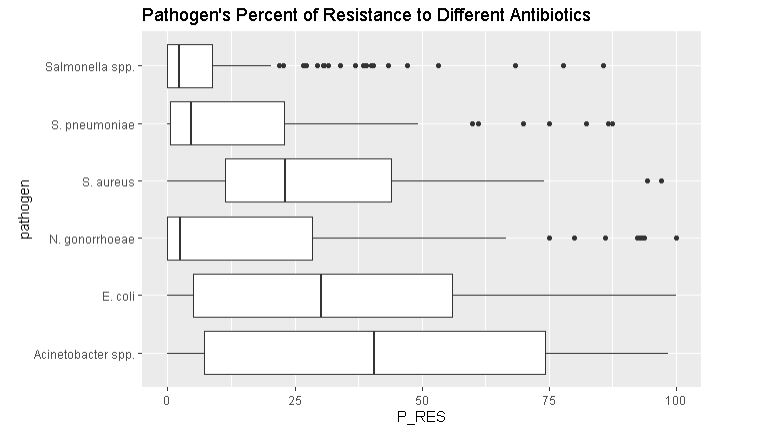 Pathogen's Percent of Resistance to Different Antibiotics
pathogen
Salmonella spp.
S. pneumoniae
S. aureus
N. gonorrhoeae
E. coli
Acinetobacter spp.
0 25 50 75 100
P_RES